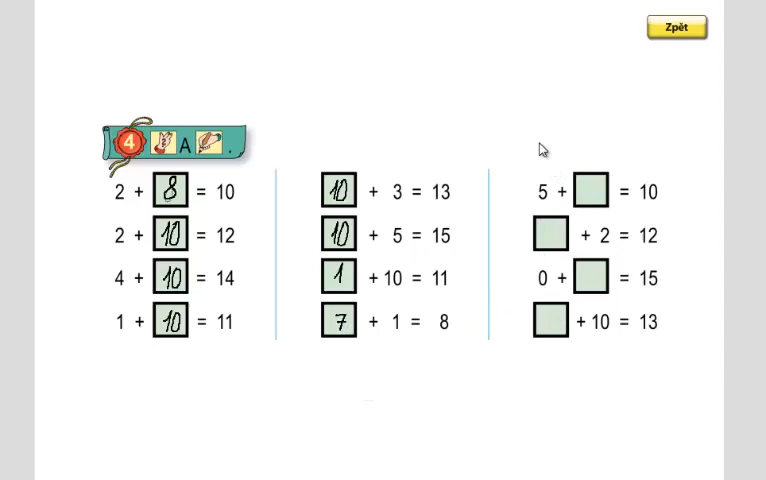 Zpět
4 A .
2 + 8 = 10
2 + 10 = 12
4 + 10 = 14
1 + 10 = 11
10 + 3 = 13
10 + 5 = 15
1 + 10 = 11
7 + 1 = 8
5 + = 10
+ 2 = 12
0 + = 15
+ 10 = 13